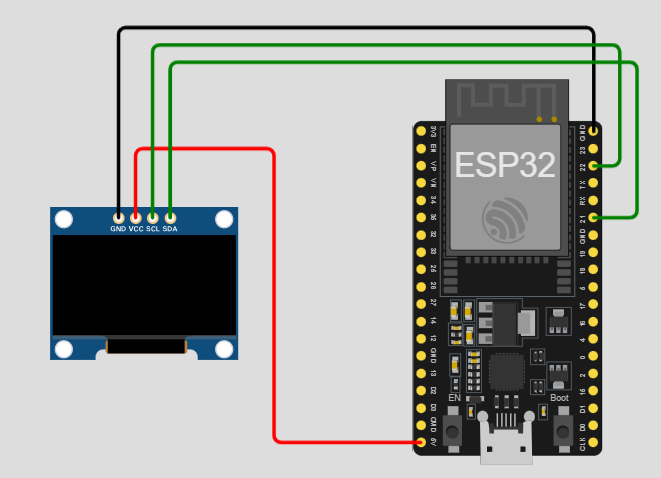 GND VCC SCL SDA
ESP32
3V3
EN
VP
VN
34
35
32
33
25
26
27
14
12
GND
13
D2
D3
CMD
5V
GND
23
22
TX
RX
21
GND
19
18
5
17
16
4
0
2
15
D1
D0
CLK
EN
Boot